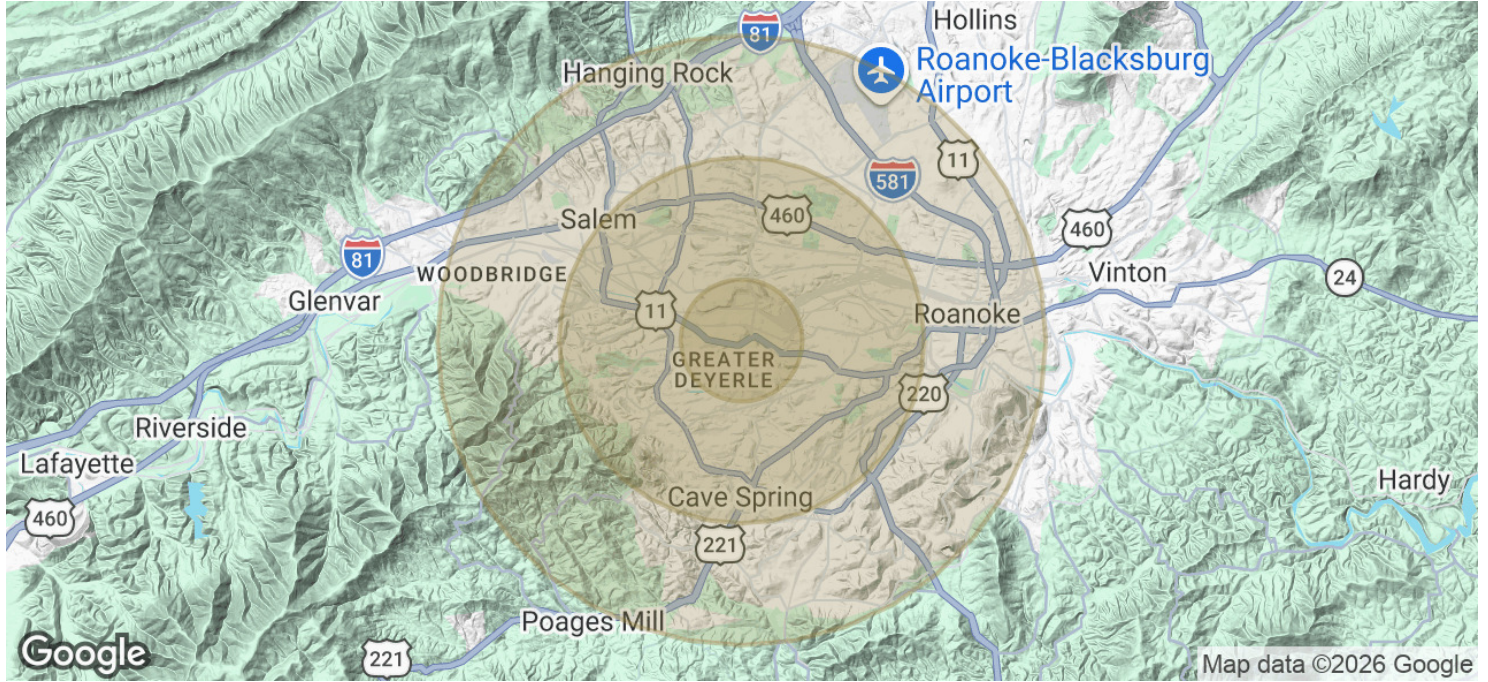 Hollins
81
Roanoke-Blacksburg
Airport
Hanging Rock
11
581
Salem
460
460
81
WOODBRIDGE
Vinton
24
Glenvar
11
Roanoke
GREATER
DEYERLE
220
Riverside
Lafayette
Hardy
Cave Spring
460
221
Poages Mill
221
Google
Map data ©2026 Google